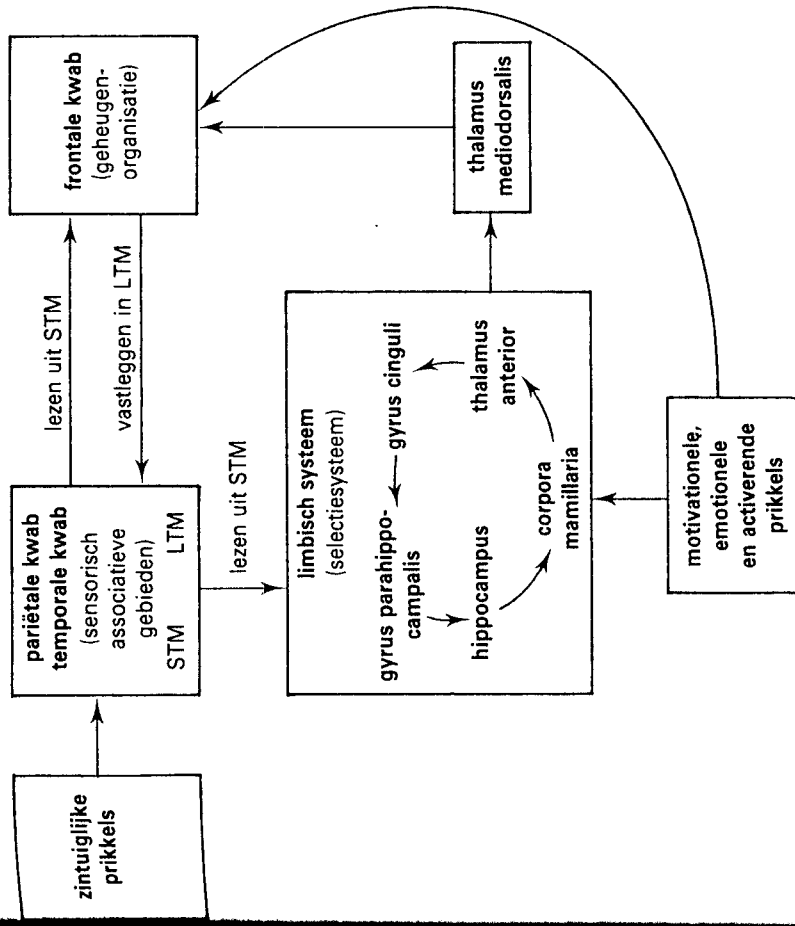 zintuiglijke
prikkels
pariëtale kwab
temporale kwab
(sensorisch
associatieve
gebieden)
STM LTM
lezen uit STM
vastleggen in LTM
frontale kwab
(geheugen-
organisatie)
lezen uit STM
limbisch systeem
(selectiesysteem)
gyrus cinguli
gyrus parahippo-
campalis
hippocampus
corpora
mamillaria
thalamus
anterior
thalamus
mediodorsalis
motivationele,
emotionele
en activerende
prikkels